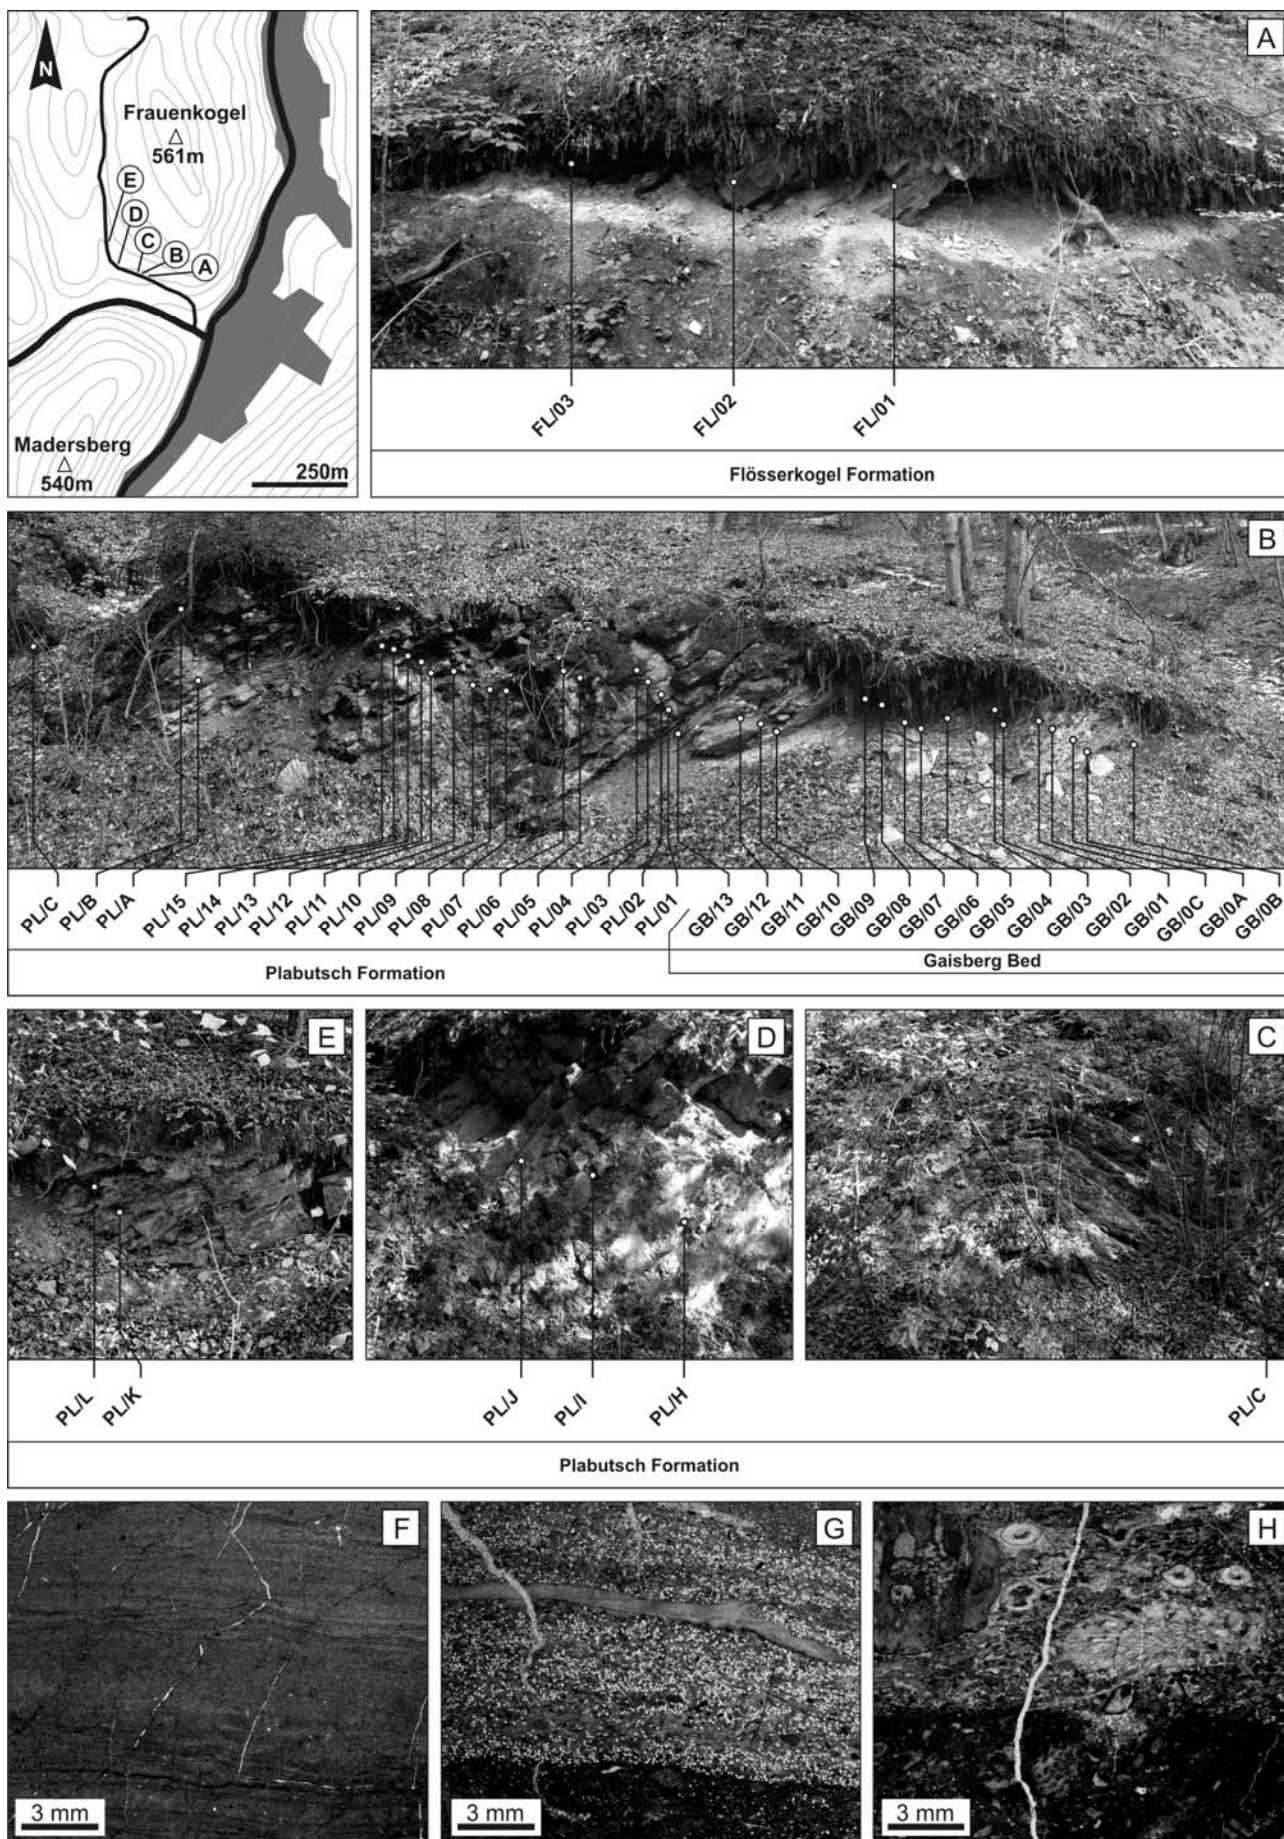 N
Frauenkogel
561m
E
D
C
B
A
Madersberg
540m
250m
A
FL/03
FL/02
FL/01
Flösserkogel Formation
B
PL/C
PL/B
PL/A
PL/15
PL/14
PL/13
PL/12
PL/11
PL/10
PL/09
PL/08
PL/07
PL/06
PL/05
PL/04
PL/03
PL/02
PL/01
GB/13
GB/12
GB/11
GB/10
GB/09
GB/08
GB/07
GB/06
GB/05
GB/04
GB/03
GB/02
GB/01
GB/0C
GB/0A
GB/0B
Gaisberg Bed
Plabutsch Formation
E
D
C
PL/L
PL/K
PL/J
PL/I
PL/H
PL/C
Plabutsch Formation
F
G
H
3 mm
3 mm
3 mm